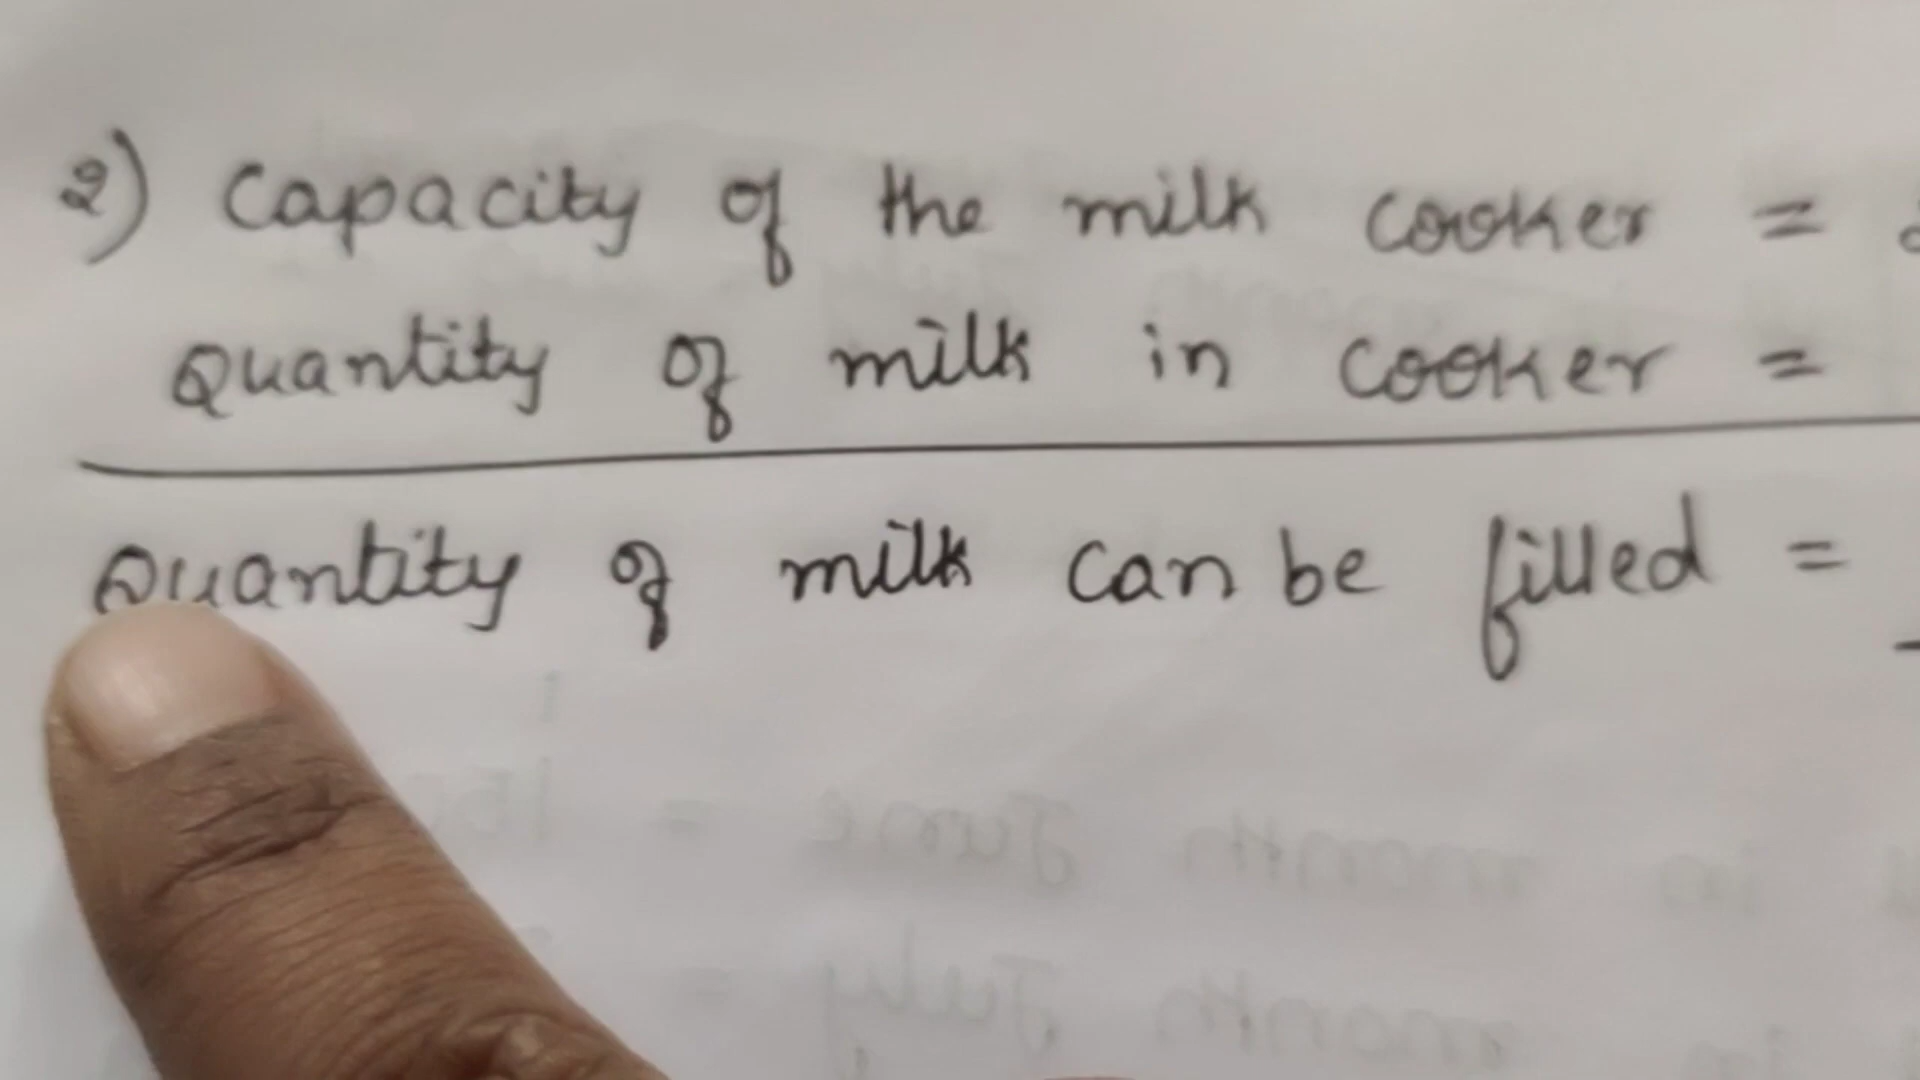 2) Capacity of the milk cooker =
Quantity of milk in cooker =
Quantity of milk can be filled =